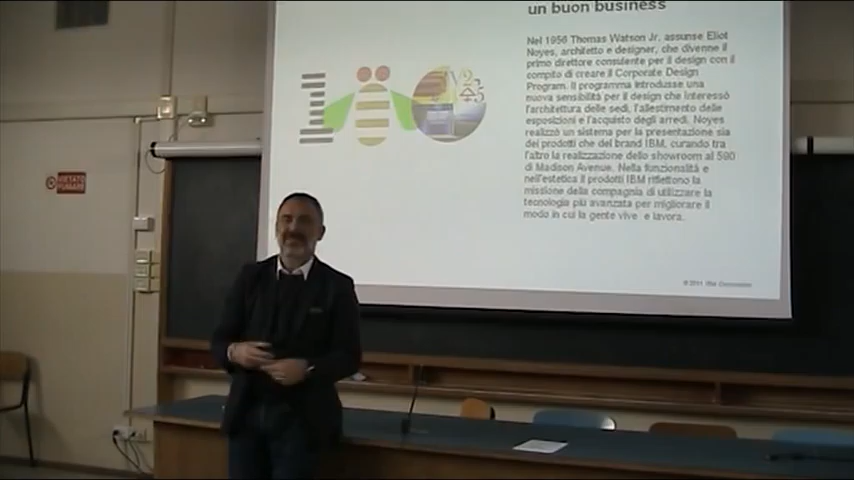 un buon business
Nel 1956 Thomas Watson Jr. assunse Eliot
Noyes, architetto e designer, che divenne il
primo direttore consulente per il design con il
compito di creare il Corporate Design
Program. Il programma introdusse una
nuova sensibilità per il design che interessò
l'architettura delle sedi, l'allestimento delle
esposizioni e l'acquisto degli arredi. Noyes
realizzò un sistema per la presentazione sia
dei prodotti che del brand IBM, curando tra
l'altro la realizzazione dello showroom al 590
di Madison Avenue. Nella funzionalità e
nell'estetica il prodotti IBM riflettono la
missione della compagnia di utilizzare la
tecnologia più avanzata per migliorare il
modo in cui la gente vive e lavora.
© 2011 IBM Corporation
VIETATO
FUMARE